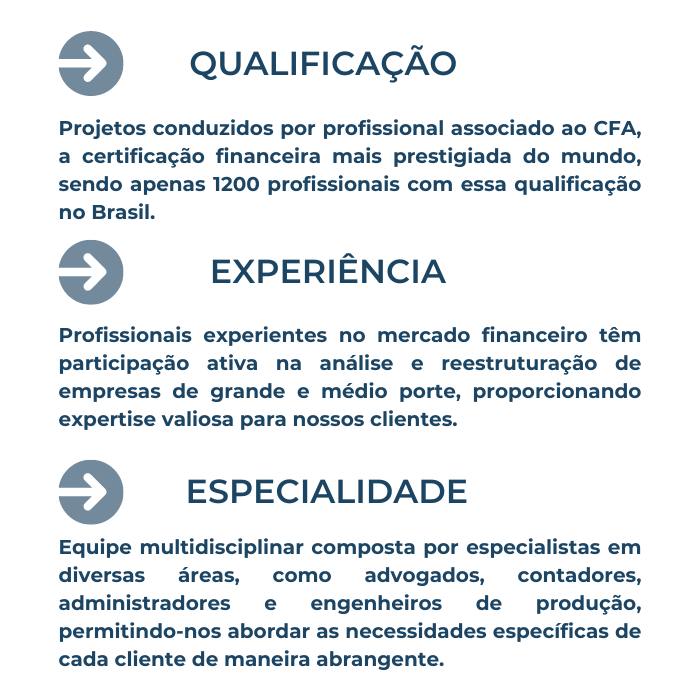 QUALIFICAÇÃO
Projetos conduzidos por profissional associado ao CFA,
a certificação financeira mais prestigiada do mundo,
sendo apenas 1200 profissionais com essa qualificação
no Brasil.
EXPERIÊNCIA
Profissionais experientes no mercado financeiro têm
participação ativa na análise e reestruturação de
empresas de grande e médio porte, proporcionando
expertise valiosa para nossos clientes.
ESPECIALIDADE
Equipe multidisciplinar composta por especialistas em
diversas áreas, como advogados, contadores,
administradores e engenheiros de produção,
permitindo-nos abordar as necessidades específicas de
cada cliente de maneira abrangente.